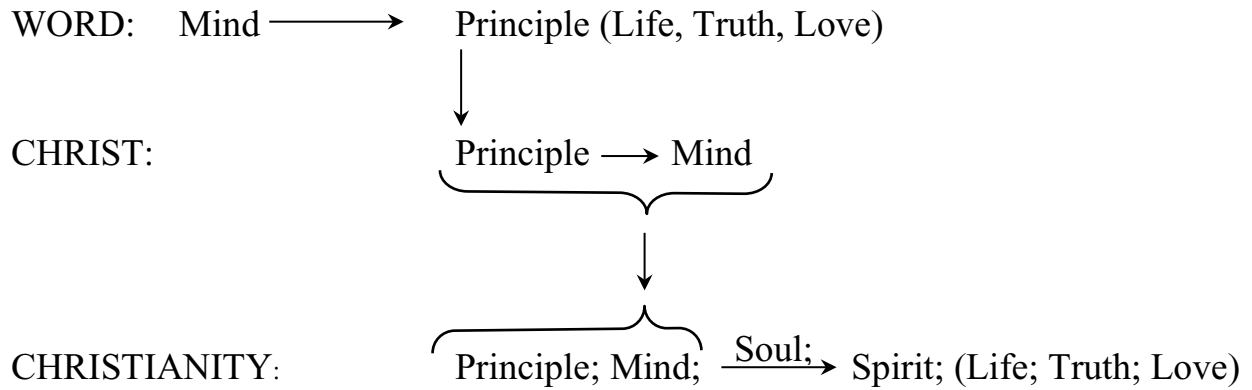 WORD: Mind Principle (Life, Truth, Love)
CHRIST: Principle Mind
CHRISTIANITY: Principle; Mind; Soul; Spirit; (Life; Truth; Love)